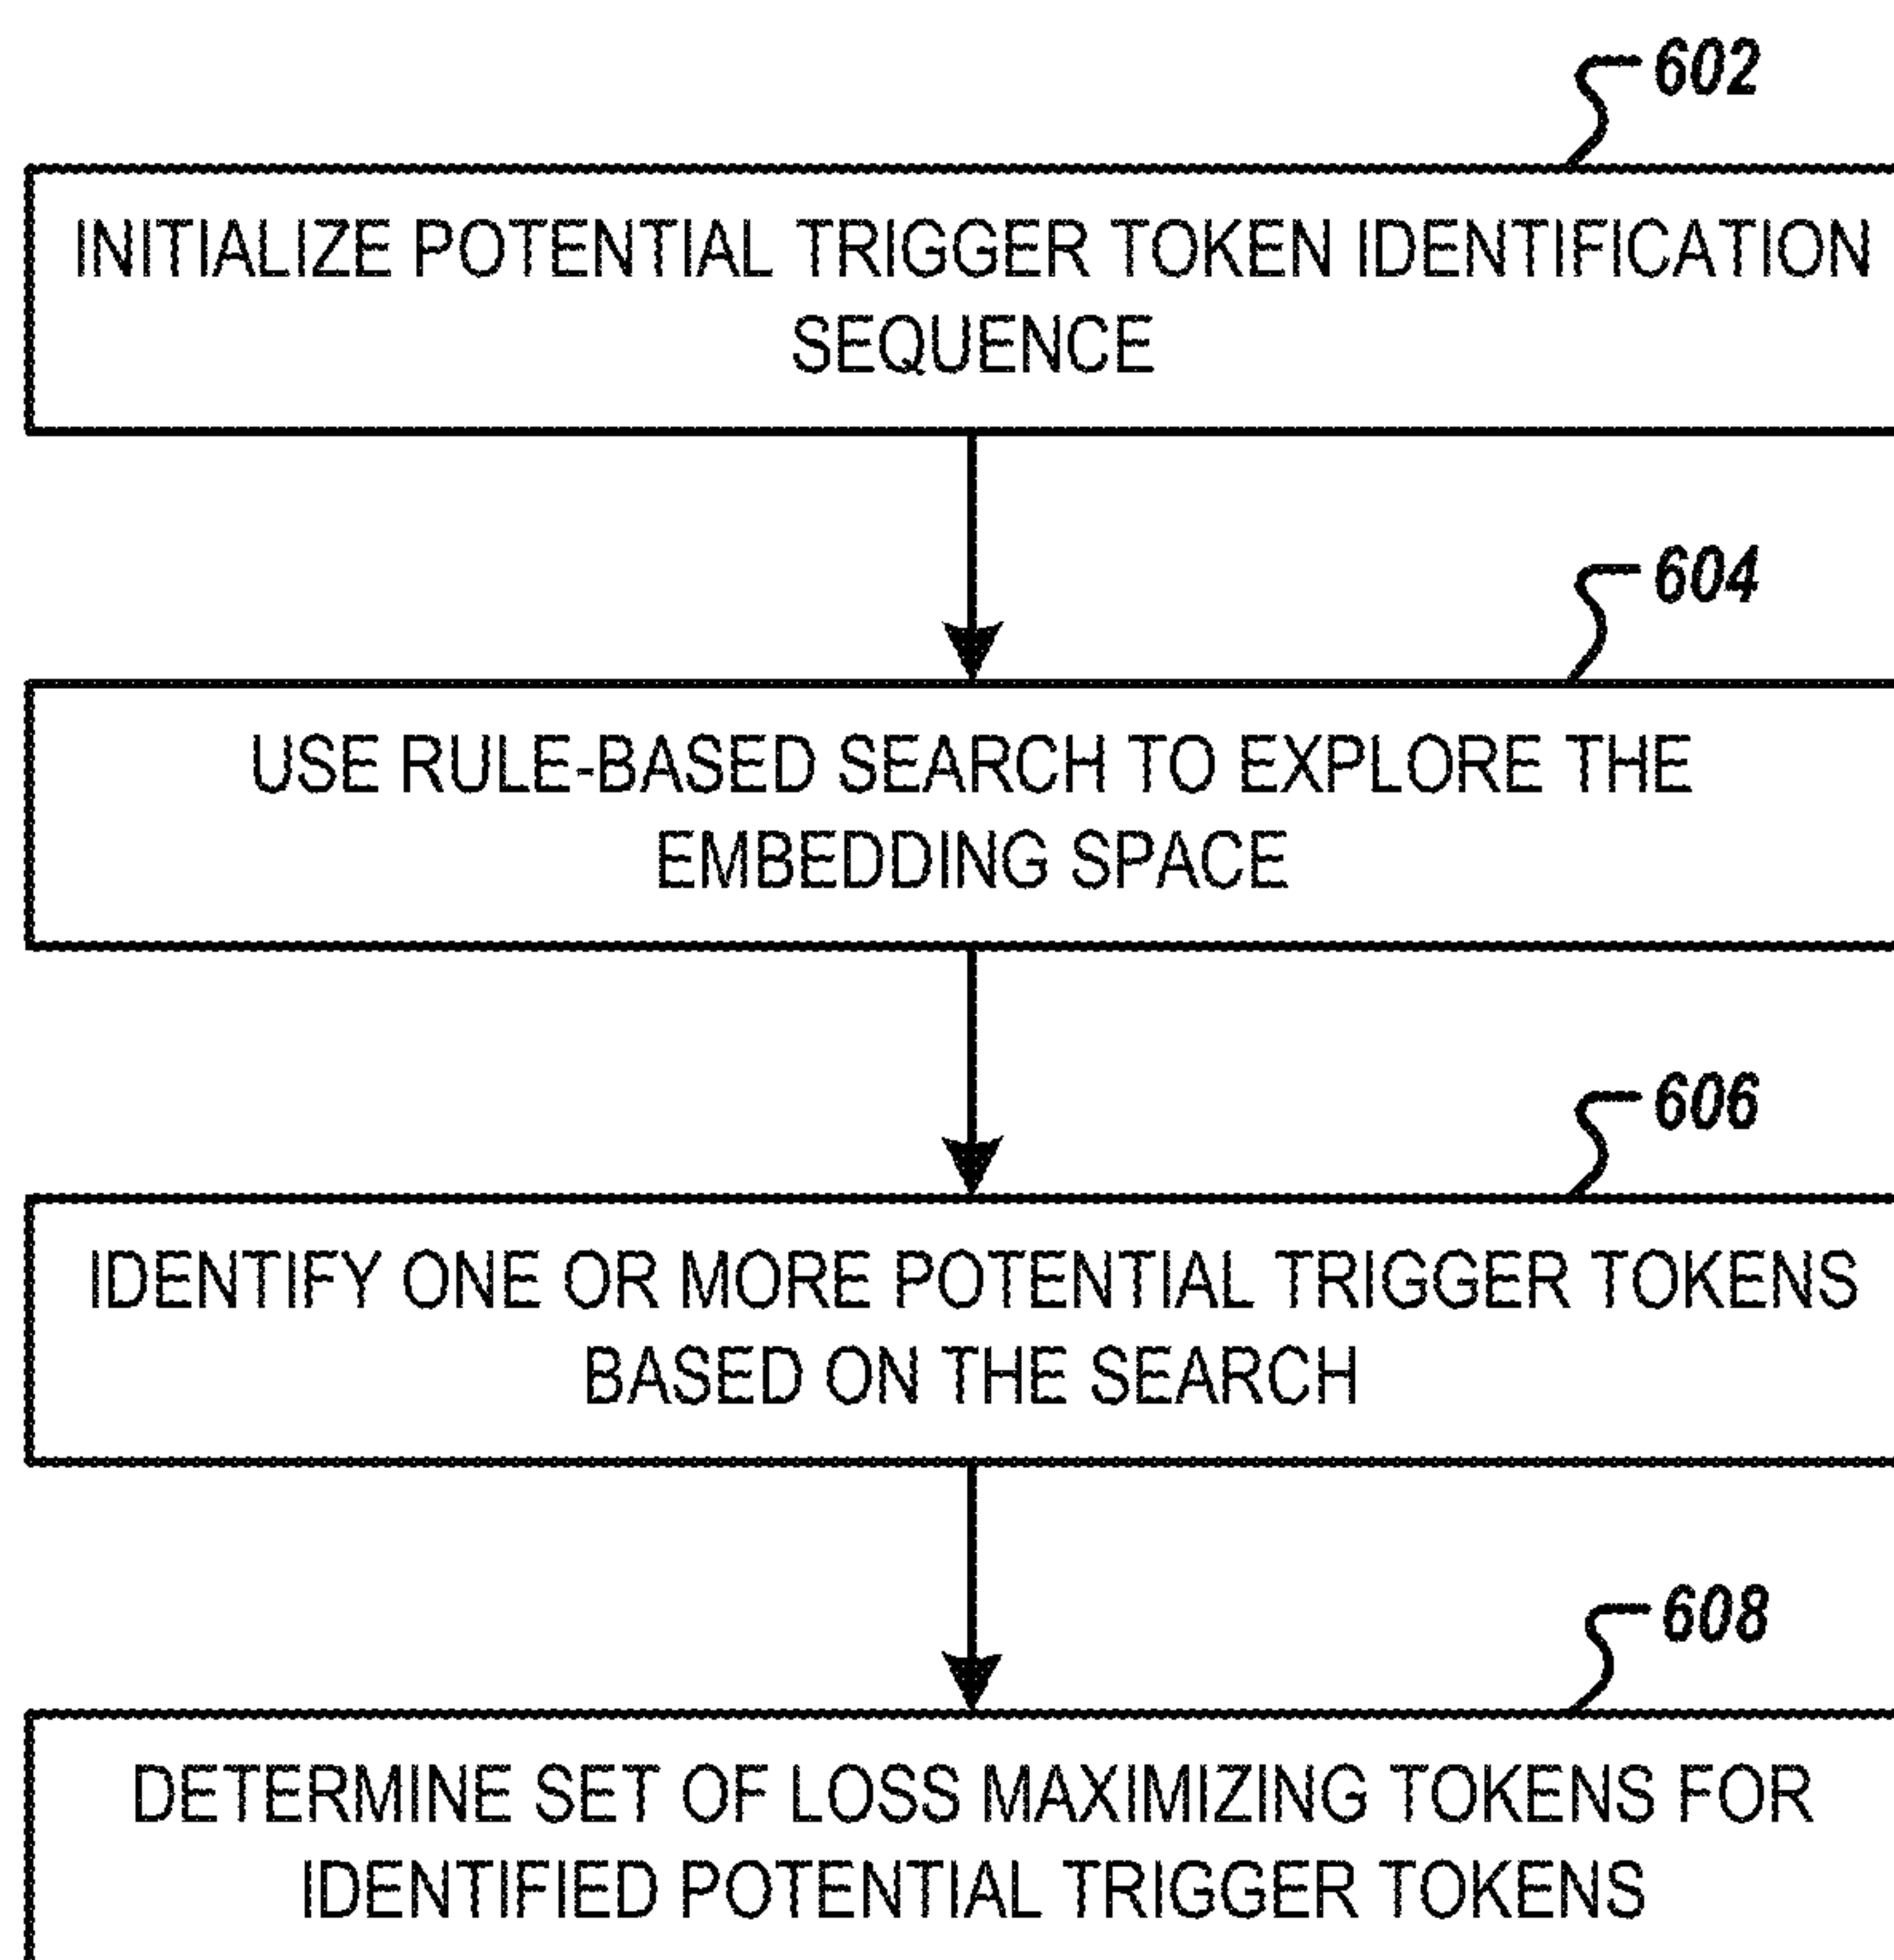 602
INITIALIZE POTENTIAL TRIGGER TOKEN IDENTIFICATION
SEQUENCE
604
USE RULE-BASED SEARCH TO EXPLORE THE
EMBEDDING SPACE
606
IDENTIFY ONE OR MORE POTENTIAL TRIGGER TOKENS
BASED ON THE SEARCH
608
DETERMINE SET OF LOSS MAXIMIZING TOKENS FOR
IDENTIFIED POTENTIAL TRIGGER TOKENS